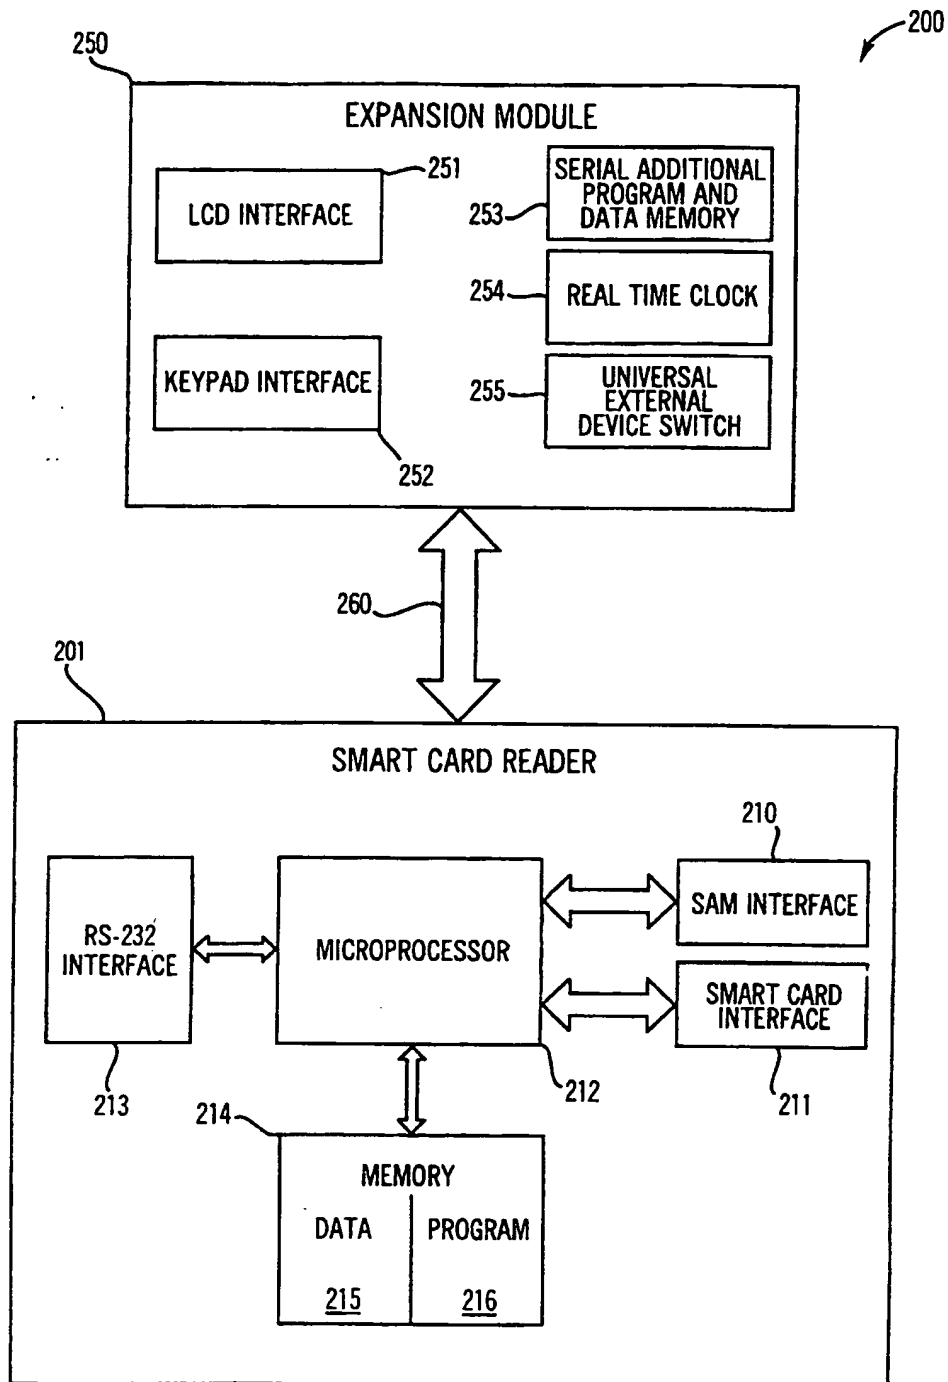 200
250
EXPANSION MODULE
251
LCD INTERFACE
253
SERIAL ADDITIONAL
PROGRAM AND
DATA MEMORY
254
REAL TIME CLOCK
KEYPAD INTERFACE
252
255
UNIVERSAL
EXTERNAL
DEVICE SWITCH
260
201
SMART CARD READER
210
RS-232
INTERFACE
213
MICROPROCESSOR
212
SAM INTERFACE
SMART CARD
INTERFACE
211
214
MEMORY
DATA
PROGRAM
215
216